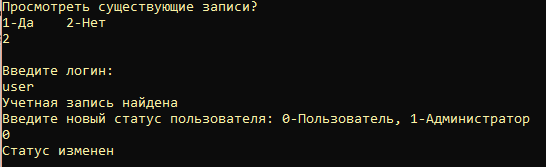 Просмотреть существующие записи?
1-Да    2-Нет
2
Введите логин:
user
Учетная запись найдена
Введите новый статус пользователя: 0-Пользователь, 1-Администратор
0
Статус изменен